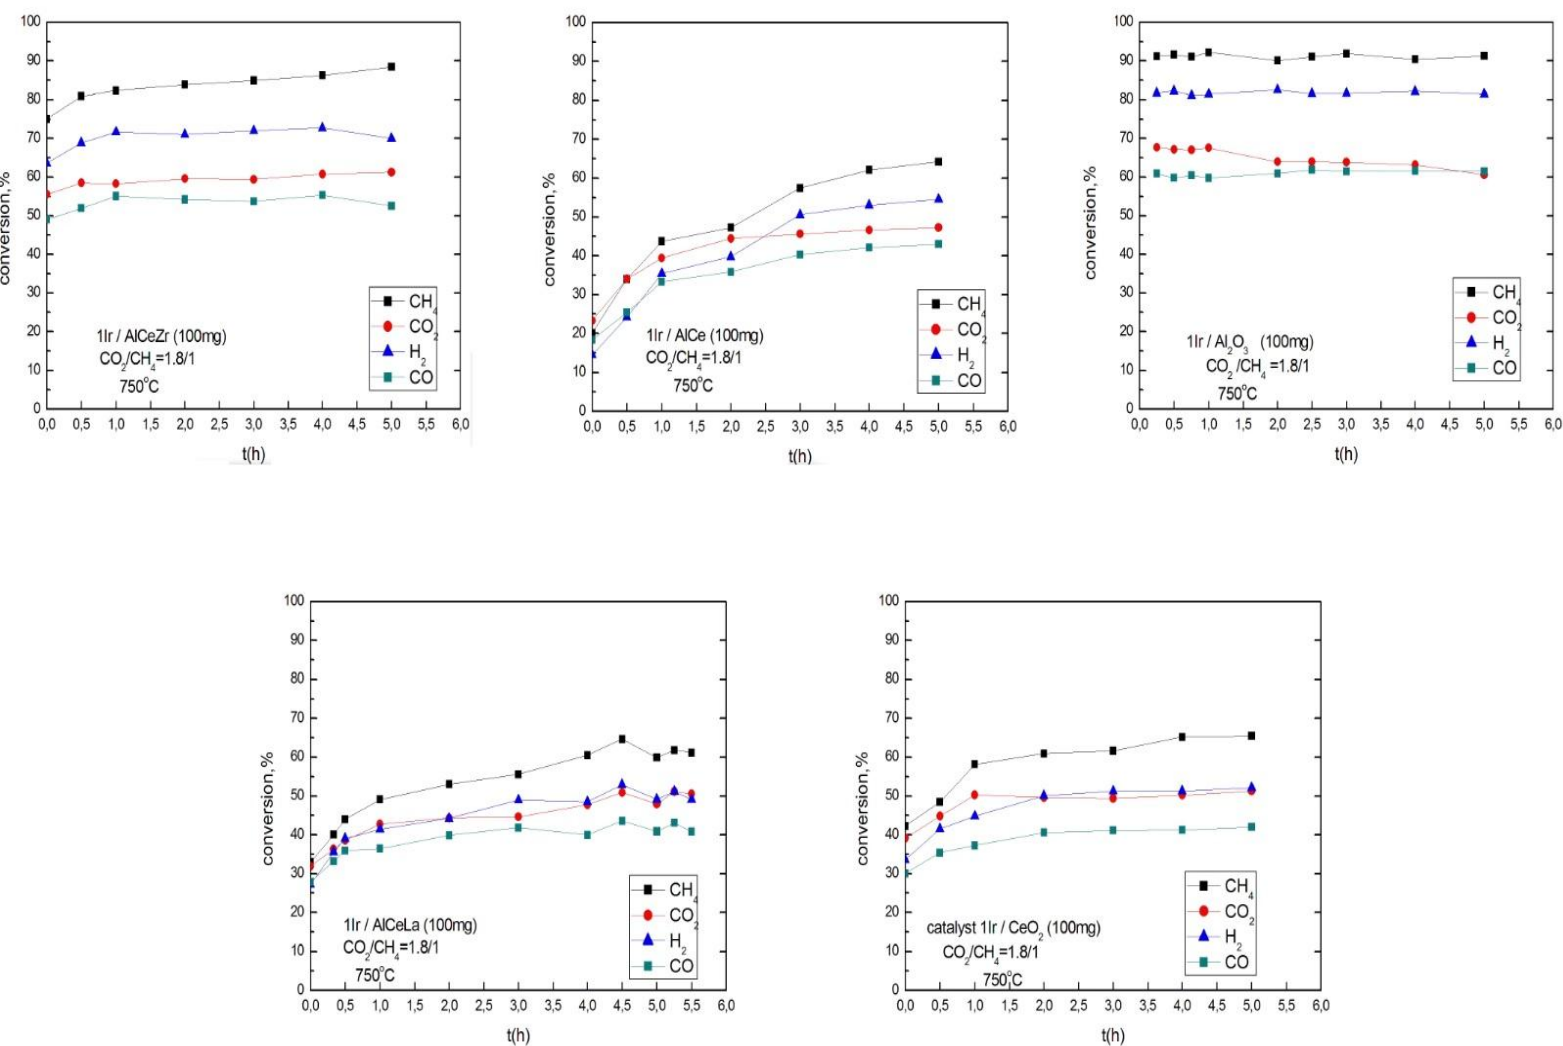 100
90
80
70
60
50
40
30
20
10
0
conversion,%
0,0 0,5 1,0 1,5 2,0 2,5 3,0 3,5 4,0 4,5 5,0 5,5 6,0
t(h)
1Ir / AlCeZr (100mg)
CO2/CH4=1.8/1
750°C
CH4
CO2
H2
CO
100
90
80
70
60
50
40
30
20
10
0
conversion,%
0,0 0,5 1,0 1,5 2,0 2,5 3,0 3,5 4,0 4,5 5,0 5,5 6,0
t(h)
1Ir / AlCe (100mg)
CO2/CH4=1.8/1
750°C
CH4
CO2
H2
CO
100
90
80
70
60
50
40
30
20
10
0
conversion,%
0,0 0,5 1,0 1,5 2,0 2,5 3,0 3,5 4,0 4,5 5,0 5,5 6,0
t(h)
1Ir / Al2O3 (100mg)
CO2 /CH4 =1.8/1
750°C
CH4
CO2
H2
CO
100
90
80
70
60
50
40
30
20
10
0
conversion,%
0,0 0,5 1,0 1,5 2,0 2,5 3,0 3,5 4,0 4,5 5,0 5,5 6,0
t(h)
1Ir / AlCeLa (100mg)
CO2/CH4=1.8/1
750°C
CH4
CO2
H2
CO
100
90
80
70
60
50
40
30
20
10
0
conversion,%
0,0 0,5 1,0 1,5 2,0 2,5 3,0 3,5 4,0 4,5 5,0 5,5 6,0
t(h)
catalyst 1Ir / CeO2 (100mg)
CO2/CH4=1.8/1
750°C
CH4
CO2
H2
CO